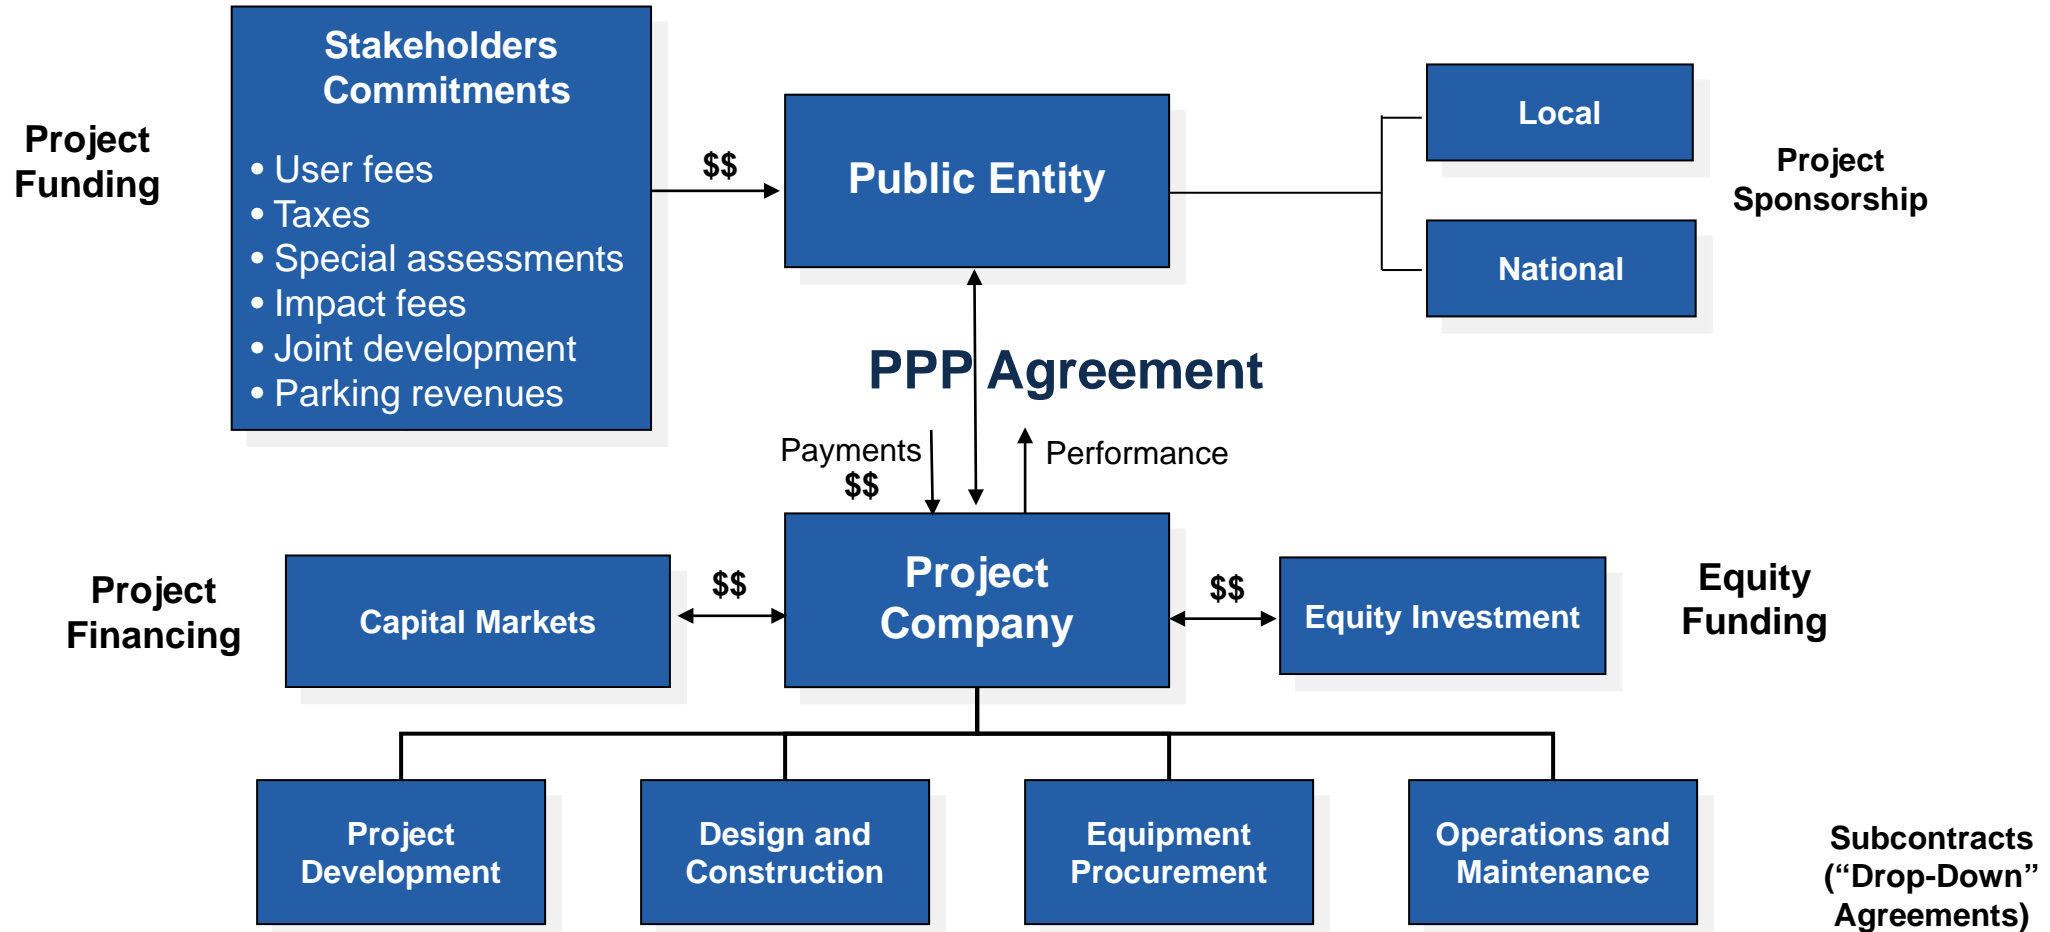 Stakeholders
Commitments
• User fees
• Taxes
• Special assessments
• Impact fees
• Joint development
• Parking revenues
Project
Funding
$$
Public Entity
Local
National
Project
Sponsorship
PPP Agreement
Payments
$$
Performance
Project
Financing
Capital Markets
$$
Project
Company
$$
Equity Investment
Equity
Funding
Project
Development
Design and
Construction
Equipment
Procurement
Operations and
Maintenance
Subcontracts
(“Drop-Down”
Agreements)